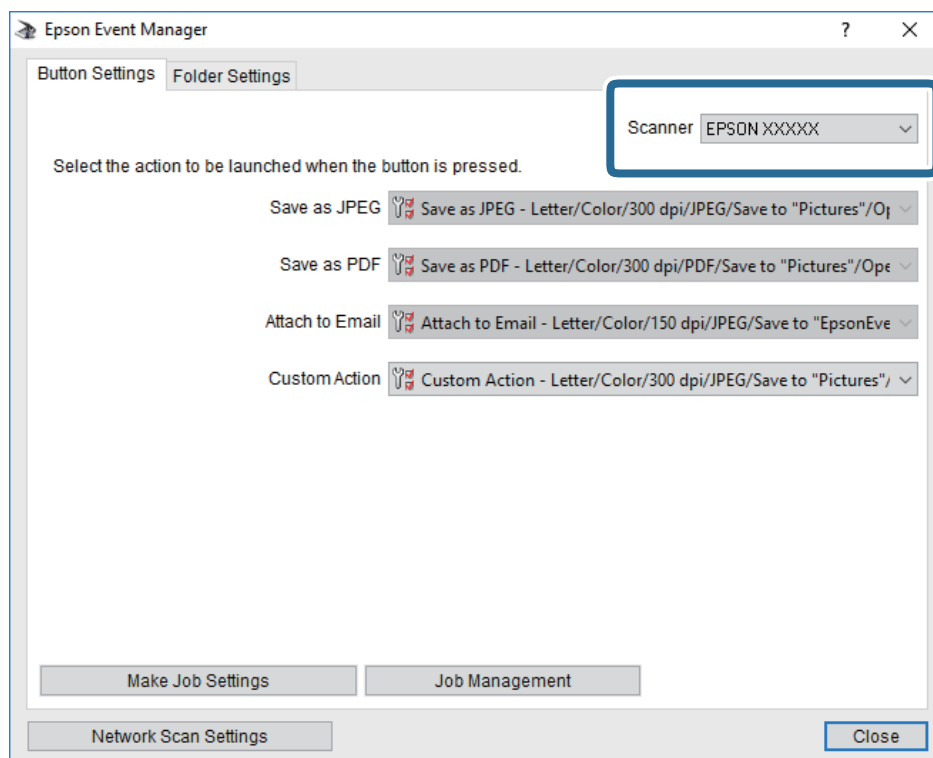 Epson Event Manager ?
Button Settings Folder Settings
Scanner EPSON XXXXX
Select the action to be launched when the button is pressed.
Save as JPEG Save as JPEG - Letter/Color/300 dpi/JPEG/Save to "Pictures"/Op
Save as PDF Save as PDF - Letter/Color/300 dpi/PDF/Save to "Pictures"/Ope
Attach to Email Attach to Email - Letter/Color/150 dpi/JPEG/Save to "EpsonEve
Custom Action Custom Action - Letter/Color/300 dpi/JPEG/Save to "Pictures"/
Make Job Settings Job Management
Network Scan Settings Close